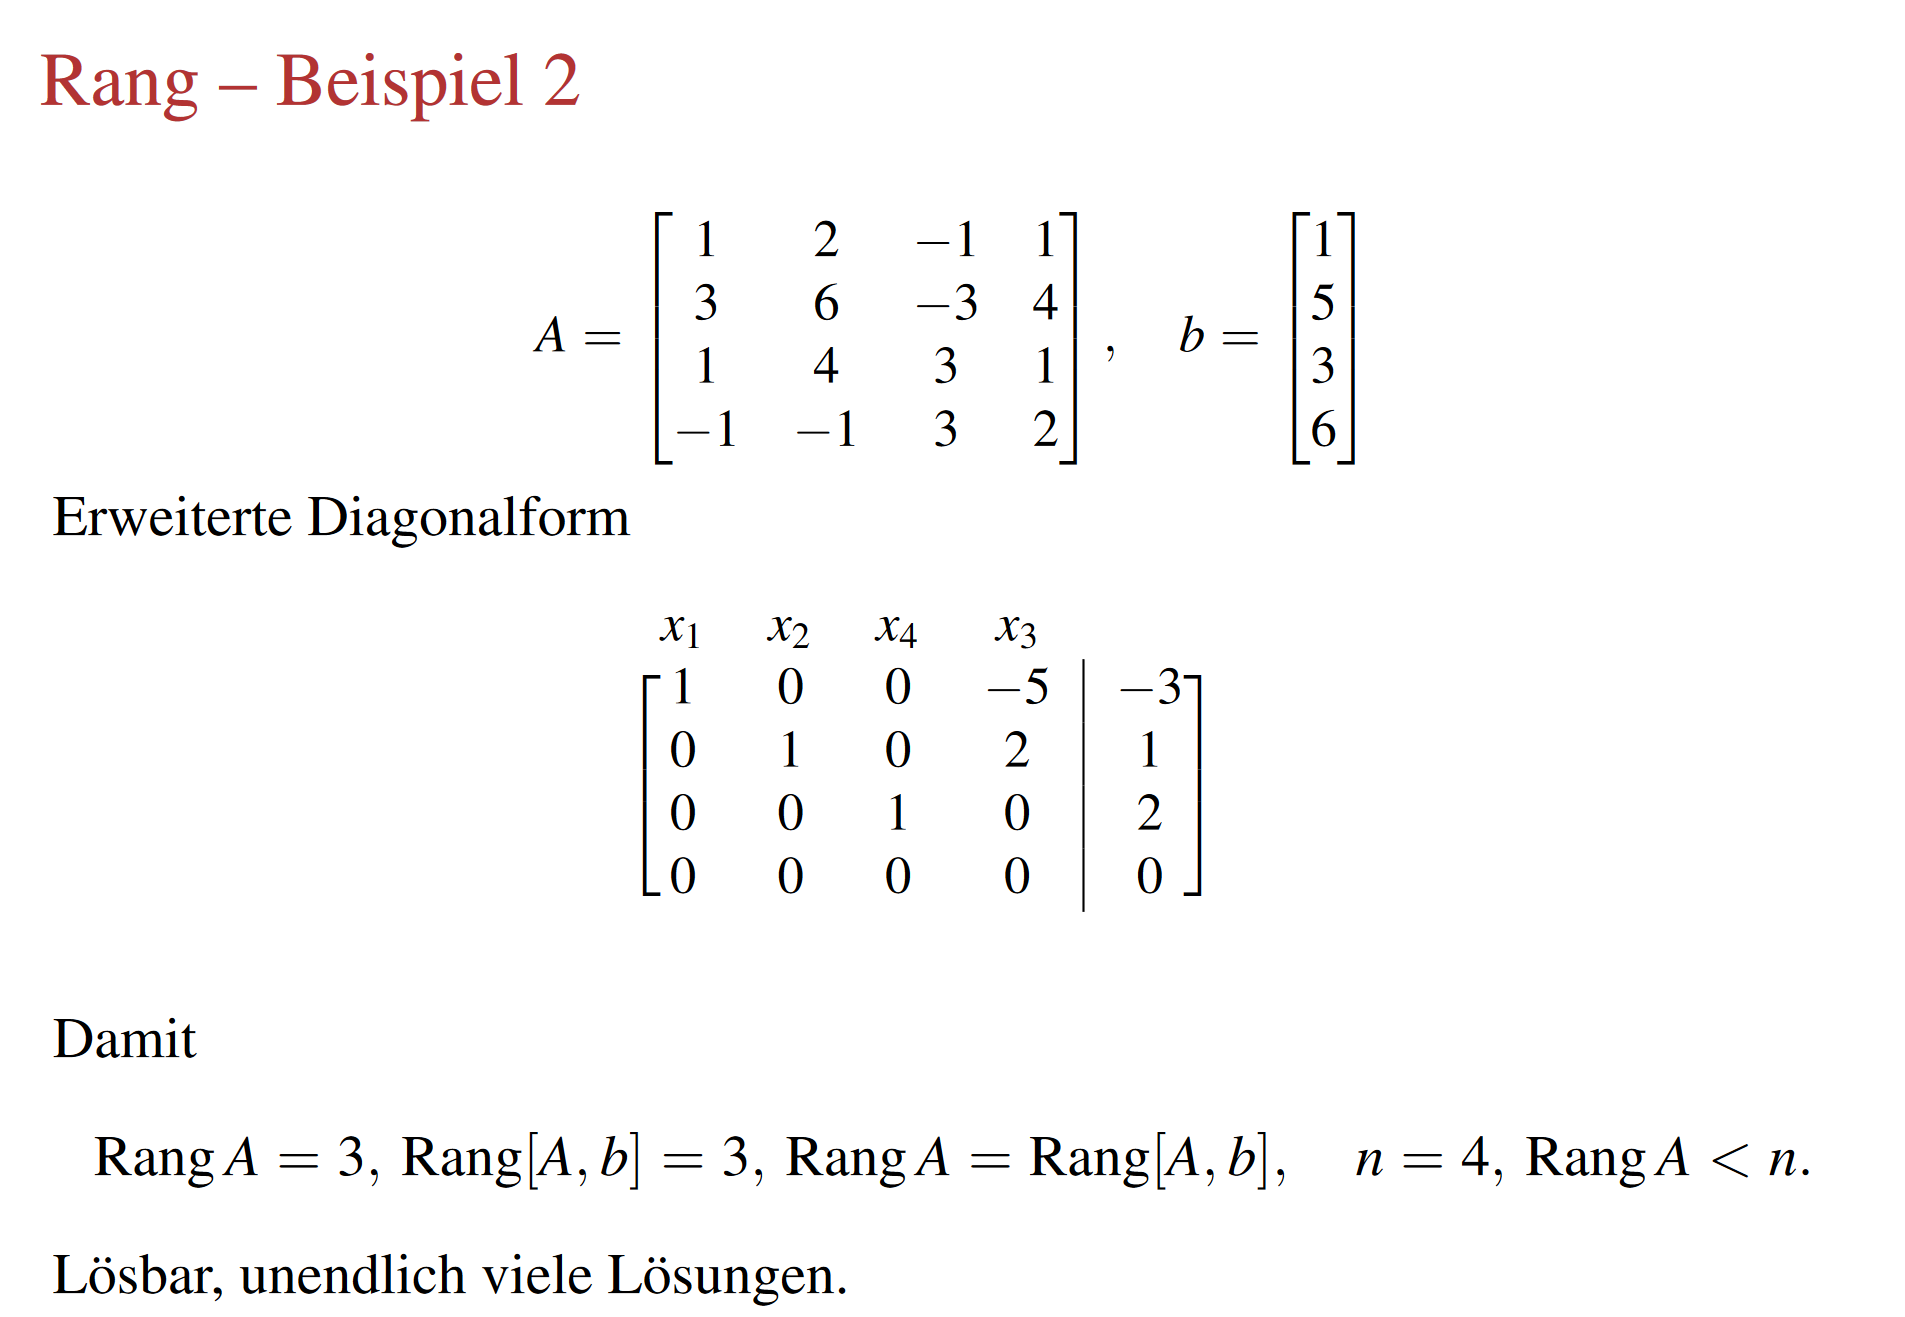 Rang – Beispiel 2
1 2 −1 1 1
3 6 −3 4 5
A = , b =
1 4 3 1 3
−1 −1 3 2 6
Erweiterte Diagonalform
x₁ x₂ x₄ x₃
1 0 0 −5 | −3
0 1 0 2 | 1
0 0 1 0 | 2
0 0 0 0 | 0
Damit
Rang A = 3, Rang[A, b] = 3, Rang A = Rang[A, b], n = 4, Rang A < n.
Lösbar, unendlich viele Lösungen.